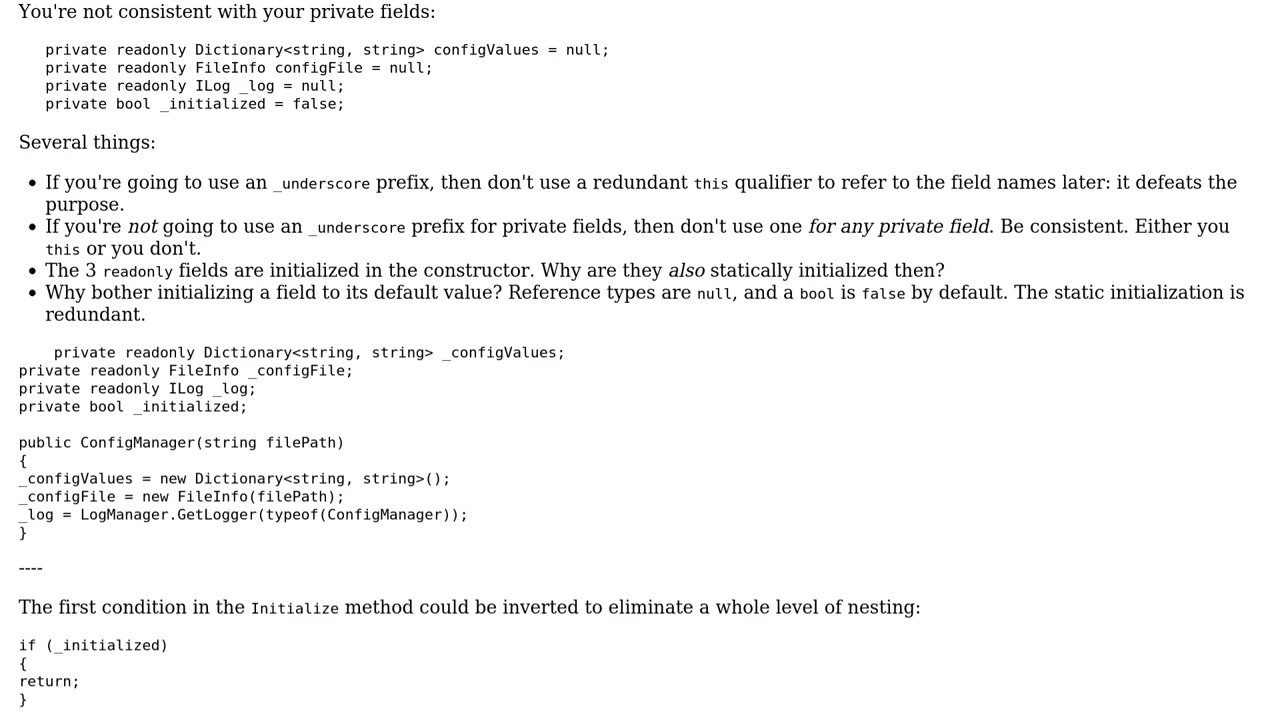 You're not consistent with your private fields:
private readonly Dictionary<string, string> configValues = null;
private readonly FileInfo configFile = null;
private readonly ILog _log = null;
private bool _initialized = false;
Several things:
• If you're going to use an _underscore prefix, then don't use a redundant this qualifier to refer to the field names later: it defeats the
purpose.
• If you're not going to use an _underscore prefix for private fields, then don't use one for any private field. Be consistent. Either you
this or you don't.
• The 3 readonly fields are initialized in the constructor. Why are they also statically initialized then?
• Why bother initializing a field to its default value? Reference types are null, and a bool is false by default. The static initialization is
redundant.
private readonly Dictionary<string, string> _configValues;
private readonly FileInfo _configFile;
private readonly ILog _log;
private bool _initialized;
public ConfigManager(string filePath)
{
_configValues = new Dictionary<string, string>();
_configFile = new FileInfo(filePath);
_log = LogManager.GetLogger(typeof(ConfigManager));
}
----
The first condition in the Initialize method could be inverted to eliminate a whole level of nesting:
if (_initialized)
{
return;
}